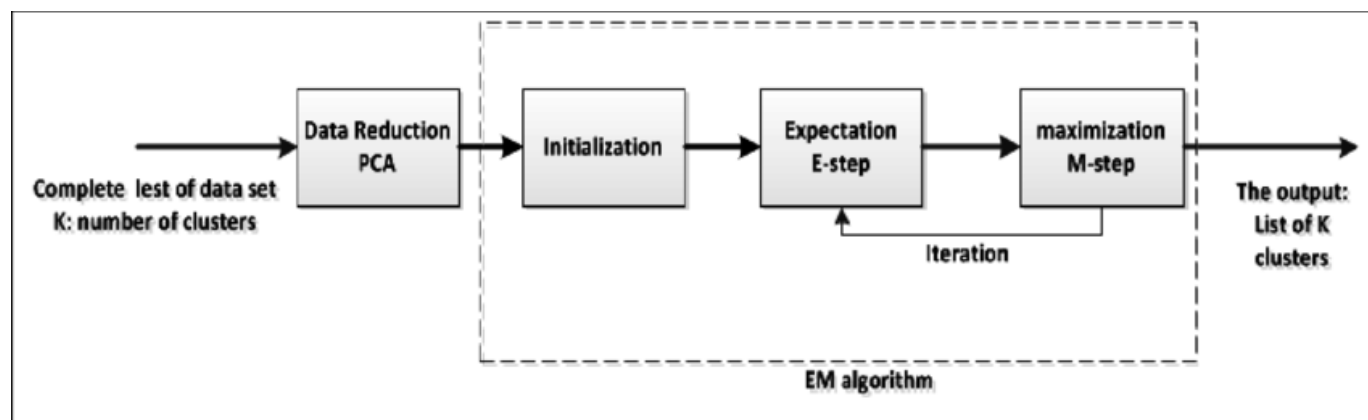 Data Reduction
PCA
Initialization
Expectation
E-step
maximization
M-step
Complete lest of data set
K: number of clusters
Iteration
The output:
List of K
clusters
EM algorithm